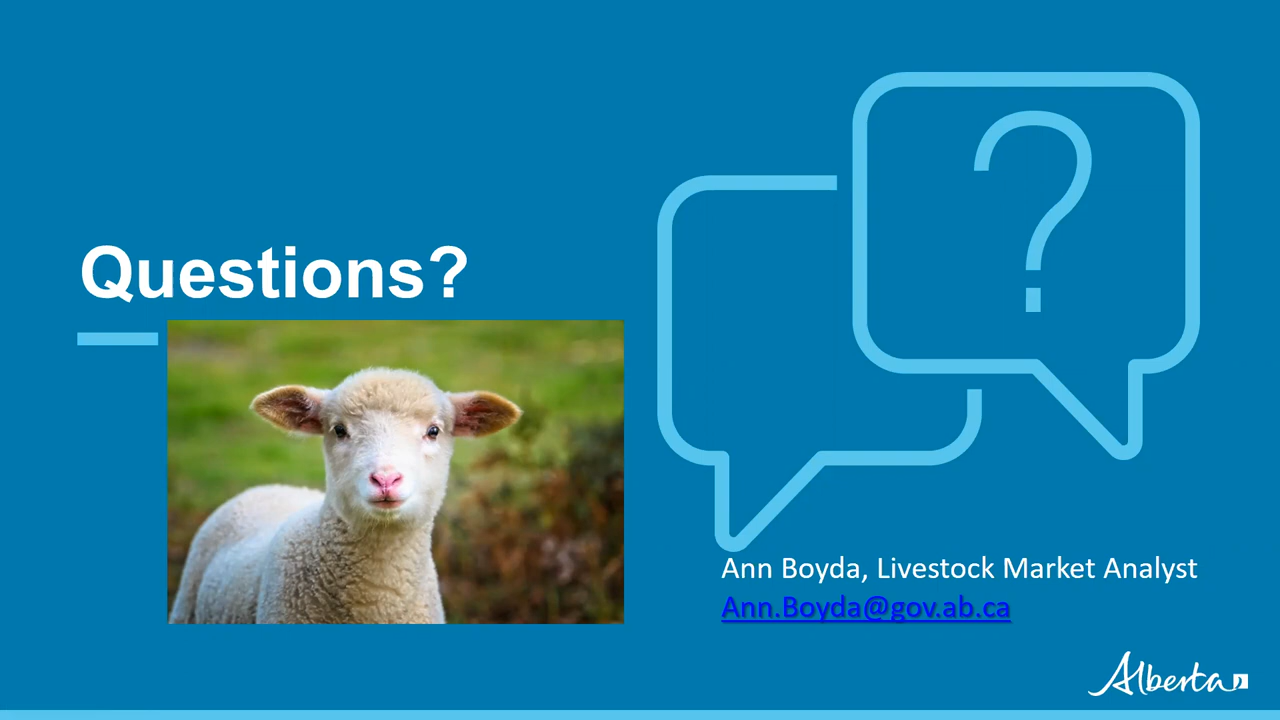 Questions?
?
Ann Boyda, Livestock Market Analyst
Ann.Boyda@gov.ab.ca
Alberta